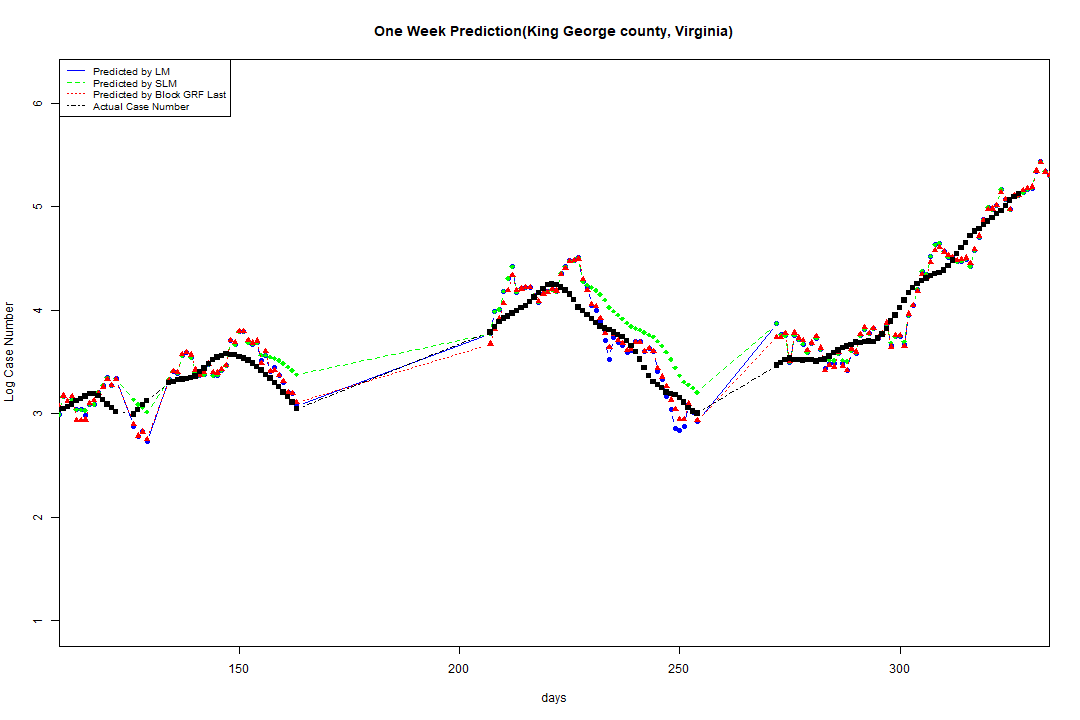 One Week Prediction(King George county, Virginia)
Predicted by LM
Predicted by SLM
Predicted by Block GRF Last
Actual Case Number
6
5
4
3
2
1
Log Case Number
150 200 250 300
days